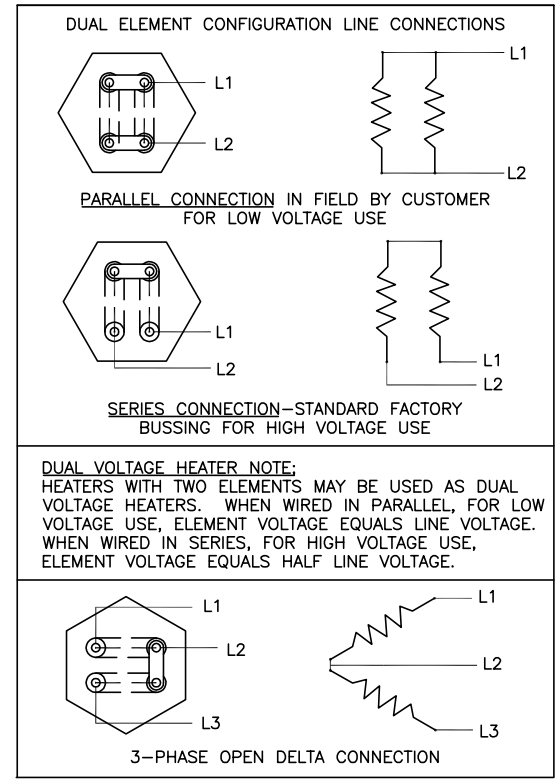 DUAL ELEMENT CONFIGURATION LINE CONNECTIONS
L1
L2
L1
L2
PARALLEL CONNECTION IN FIELD BY CUSTOMER
FOR LOW VOLTAGE USE
L1
L2
L1
L2
SERIES CONNECTION-STANDARD FACTORY
BUSSING FOR HIGH VOLTAGE USE
DUAL VOLTAGE HEATER NOTE;
HEATERS WITH TWO ELEMENTS MAY BE USED AS DUAL
VOLTAGE HEATERS. WHEN WIRED IN PARALLEL, FOR LOW
VOLTAGE USE, ELEMENT VOLTAGE EQUALS LINE VOLTAGE.
WHEN WIRED IN SERIES, FOR HIGH VOLTAGE USE,
ELEMENT VOLTAGE EQUALS HALF LINE VOLTAGE.
L1
L2
L3
L1
L2
L3
3-PHASE OPEN DELTA CONNECTION